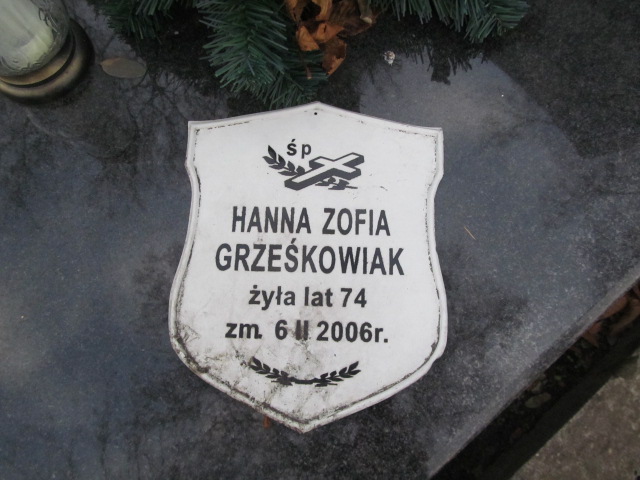 śp
HANNA ZOFIA
GRZEŚKOWIAK
żyła lat 74
zm. 6 II 2006r.